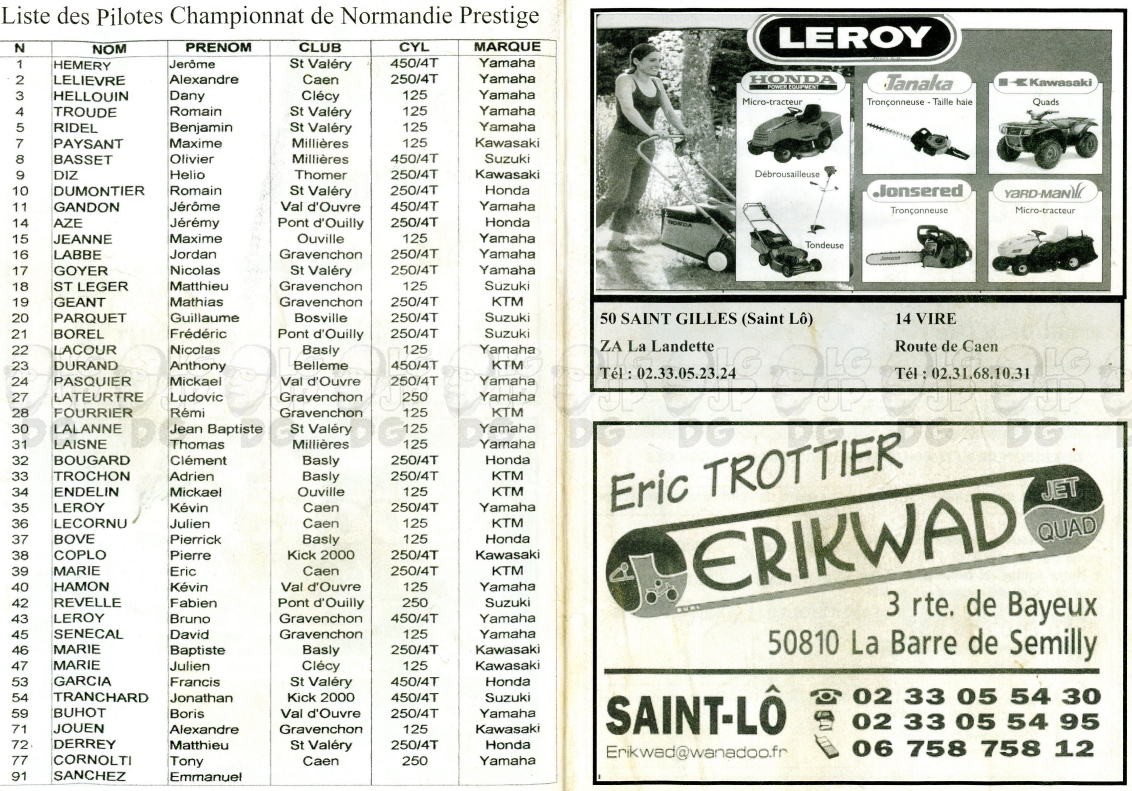 Liste des Pilotes Championnat de Normandie Prestige
N NOM PRENOM CLUB CYL MARQUE
1 HEMERY Jerôme St Valéry 450/4T Yamaha
2 LELIEVRE Alexandre Caen 250/4T Yamaha
3 HELLOUIN Dany Clécy 125 Yamaha
4 TROUDE Romain St Valéry 125 Yamaha
5 RIDEL Benjamin St Valéry 125 Yamaha
7 PAYSANT Maxime Millières 125 Kawasaki
8 BASSET Olivier Millières 450/4T Suzuki
9 DIZ Helio Thomer 250/4T Kawasaki
10 DUMONTIER Romain St Valéry 250/4T Honda
11 GANDON Jérôme Val d'Ouvre 450/4T Yamaha
14 AZE Jérémy Pont d'Ouilly 250/4T Honda
15 JEANNE Maxime Ouville 125 Yamaha
16 LABBE Jordan Gravenchon 250/4T Yamaha
17 GOYER Nicolas St Valéry 250/4T Yamaha
18 ST LEGER Matthieu Gravenchon 125 Suzuki
19 GEANT Mathias Gravenchon 250/4T KTM
20 PARQUET Guillaume Bosville 250/4T Suzuki
21 BOREL Frédéric Pont d'Ouilly 250/4T Suzuki
22 LACOUR Nicolas Basly 125 Yamaha
23 DURAND Anthony Belleme 450/4T KTM
24 PASQUIER Mickael Val d'Ouvre 250/4T Yamaha
27 LATEURTRE Ludovic Gravenchon 250 Yamaha
28 FOURRIER Rémi Gravenchon 125 KTM
30 LALANNE Jean Baptiste St Valéry 125 Yamaha
31 LAISNE Thomas Millières 125 Yamaha
32 BOUGARD Clément Basly 250/4T Honda
33 TROCHON Adrien Basly 250/4T KTM
34 ENDELIN Mickael Ouville 125 KTM
35 LEROY Kévin Caen 250/4T Yamaha
36 LECORNU Julien Caen 125 KTM
37 BOVE Pierrick Basly 125 Honda
38 COPLO Pierre Kick 2000 250/4T Kawasaki
39 MARIE Eric Caen 250/4T KTM
40 HAMON Kévin Val d'Ouvre 125 Yamaha
42 REVELLE Fabien Pont d'Ouilly 250 Suzuki
43 LEROY Bruno Gravenchon 450/4T Yamaha
45 SENECAL David Gravenchon 125 Yamaha
46 MARIE Baptiste Basly 250/4T Kawasaki
47 MARIE Julien Clécy 125 Kawasaki
53 GARCIA Francis St Valéry 450/4T Honda
54 TRANCHARD Jonathan Kick 2000 450/4T Suzuki
59 BUHOT Boris Val d'Ouvre 250/4T Yamaha
71 JOUEN Alexandre Gravenchon 125 Kawasaki
72 DERREY Matthieu St Valéry 250/4T Honda
77 CORNOLTI Tony Caen 250 Yamaha
91 SANCHEZ Emmanuel
LEROY
HONDA
POWER EQUIPMENT
Micro-tracteur
Débrousailleuse
Tondeuse
HONDA
Tanaka
Tronçonneuse - Taille haie
Kawasaki
Quads
Jonsered
Tronçonneuse
Jonsered
YARD-MAN
Micro-tracteur
50 SAINT GILLES (Saint Lô) 14 VIRE
ZA La Landette Route de Caen
Tél : 02.33.05.23.24 Tél : 02.31.68.10.31
LG JP DG
Eric TROTTIER
ERIKWAD
JET
QUAD
3 rte. de Bayeux
50810 La Barre de Semilly
SAINT-LÔ
Erikwad@wanadoo.fr
02 33 05 54 30
02 33 05 54 95
06 758 758 12